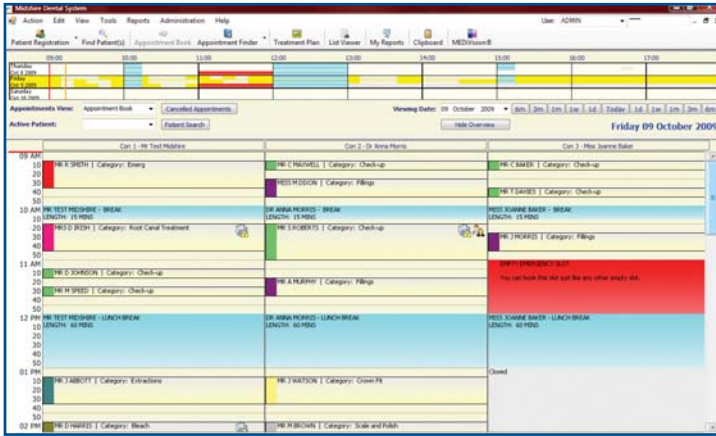 Midshire Dental System
Action Edit View Tools Reports Administration Help User: ADMIN
Patient Registration Find Patient(s) Appointment Book Appointment Finder Treatment Plan List Viewer My Reports Clipboard MEDVision®
09:00 10:00 11:00 12:00 13:00 14:00 15:00 16:00 17:00
Thursday
Oct 8 2009
Friday
Oct 9 2009
Saturday
Oct 10 2009
Appointments View: Appointment Book Cancelled Appointments Viewing Date: 09 October 2009 6m 3m 1m 1w 1d Today 1d 1w 1m 3m 6m
Active Patient: Patient Search Hide Overview Friday 09 October 2009
Con 1 - Mr Test Midshire Con 2 - Dr Anna Morris Con 3 - Miss Joanne Baker
09 AM
10 MR R SMITH | Category: Emerg MR C MAXWELL | Category: Check-up MR C BAKER | Category: Check-up
20
30 MISS M DIXON | Category: Fillings
40 MR T DAVIES | Category: Check-up
50
10 AM MR TEST MIDSHIRE - BREAK DR ANNA MORRIS - BREAK MISS JOANNE BAKER - BREAK
10 LENGTH: 15 MINS LENGTH: 15 MINS LENGTH: 15 MINS
20 MRS D IRISH | Category: Root Canal Treatment MR S ROBERTS | Category: Check-up
30 MR J MORRIS | Category: Fillings
40
50
11 AM EMPTY EMERGENCY SLOT
10 MR D JOHNSON | Category: Check-up You can book this slot just like any other empty slot.
20 MR A MURPHY | Category: Fillings
30 MR M SPEED | Category: Check-up
40
50
12 PM MR TEST MIDSHIRE - LUNCH BREAK DR ANNA MORRIS - LUNCH BREAK MISS JOANNE BAKER - LUNCH BREAK
10 LENGTH: 60 MINS LENGTH: 60 MINS LENGTH: 60 MINS
20
30
40
50
01 PM Closed
10 MR J ABBOTT | Category: Extractions MR J WATSON | Category: Crown Fit
20
30
40
50
02 PM MR D HARRIS | Category: Bleach MR M BROWN | Category: Scale and Polish